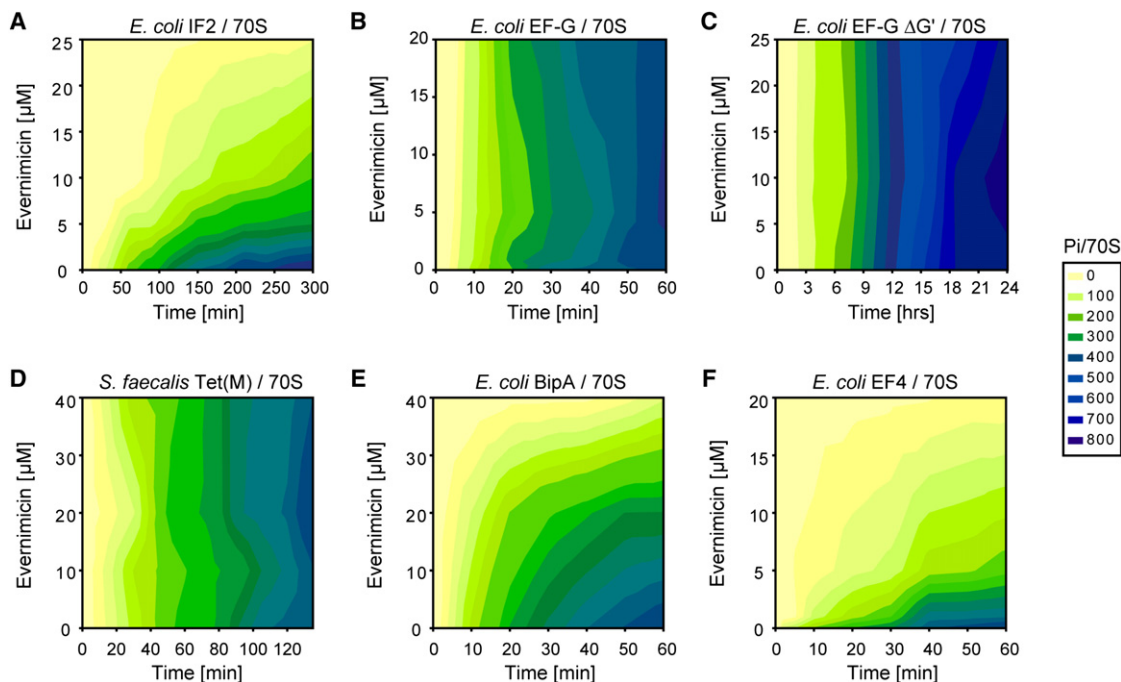 A
E. coli IF2 / 70S
Evernimicin [µM]
25
20
15
10
5
0
0 50 100 150 200 250 300
Time [min]
B
E. coli EF-G / 70S
Evernimicin [µM]
20
15
10
5
0
0 10 20 30 40 50 60
Time [min]
C
E. coli EF-G ΔG' / 70S
Evernimicin [µM]
25
20
15
10
5
0
0 3 6 9 12 15 18 21 24
Time [hrs]
Pi/70S
0
100
200
300
400
500
600
700
800
D
S. faecalis Tet(M) / 70S
Evernimicin [µM]
40
30
20
10
0
0 20 40 60 80 100 120
Time [min]
E
E. coli BipA / 70S
Evernimicin [µM]
40
30
20
10
0
0 10 20 30 40 50 60
Time [min]
F
E. coli EF4 / 70S
Evernimicin [µM]
20
15
10
5
0
0 10 20 30 40 50 60
Time [min]